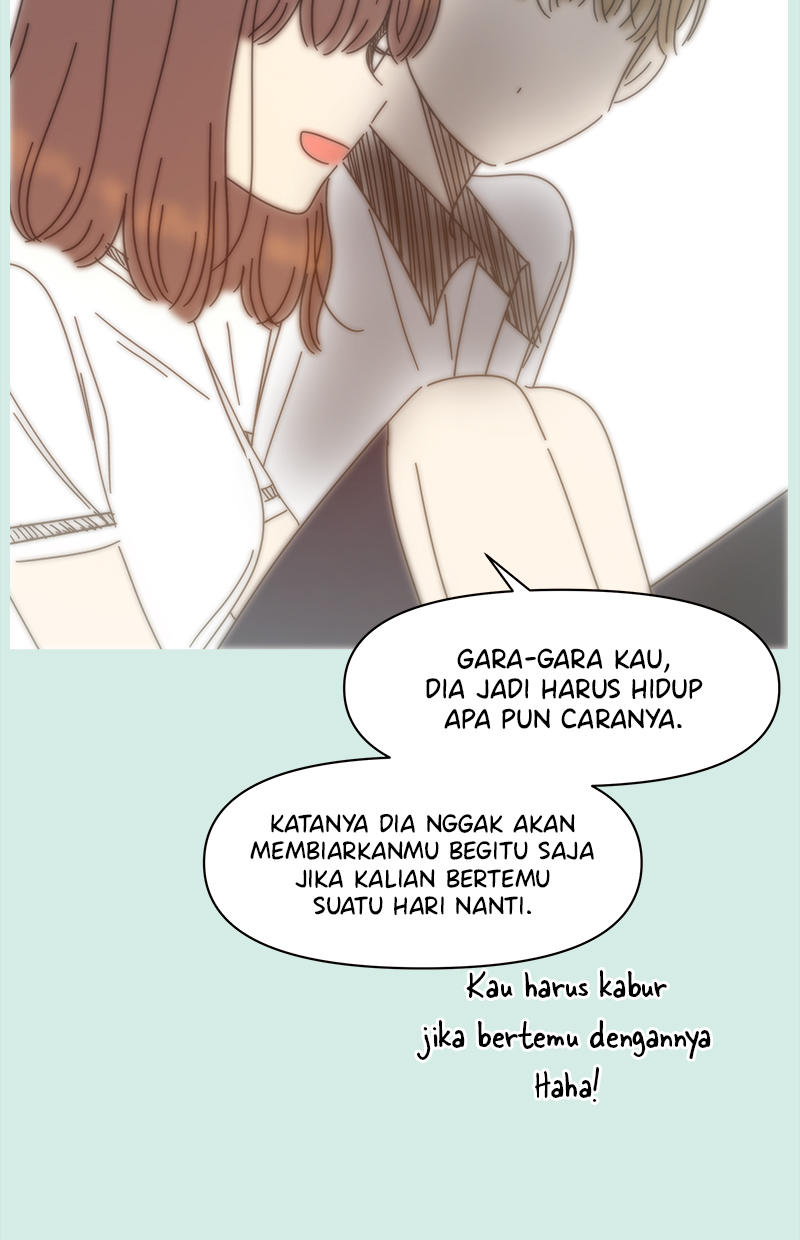 GARA-GARA KAU,
DIA JADI HARUS HIDUP
APA PUN CARANYA.
KATANYA DIA NGGAK AKAN
MEMBIARKANMU BEGITU SAJA
JIKA KALIAN BERTEMU
SUATU HARI NANTI.
Kau harus kabur
jika bertemu dengannya
Haha!